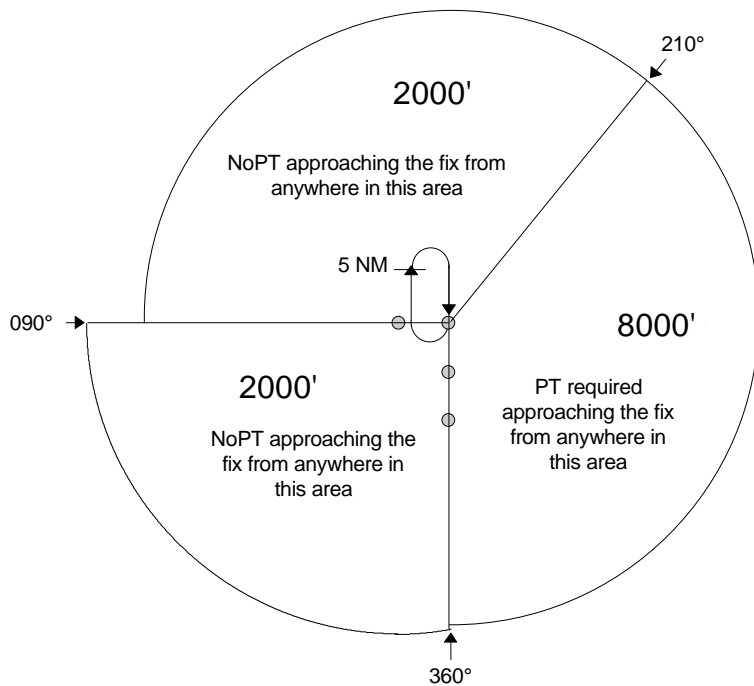 210°
2000'
NoPT approaching the fix from
anywhere in this area
5 NM
090°
8000'
2000'
PT required
approaching the fix
from anywhere in
this area
NoPT approaching the
fix from anywhere in
this area
360°